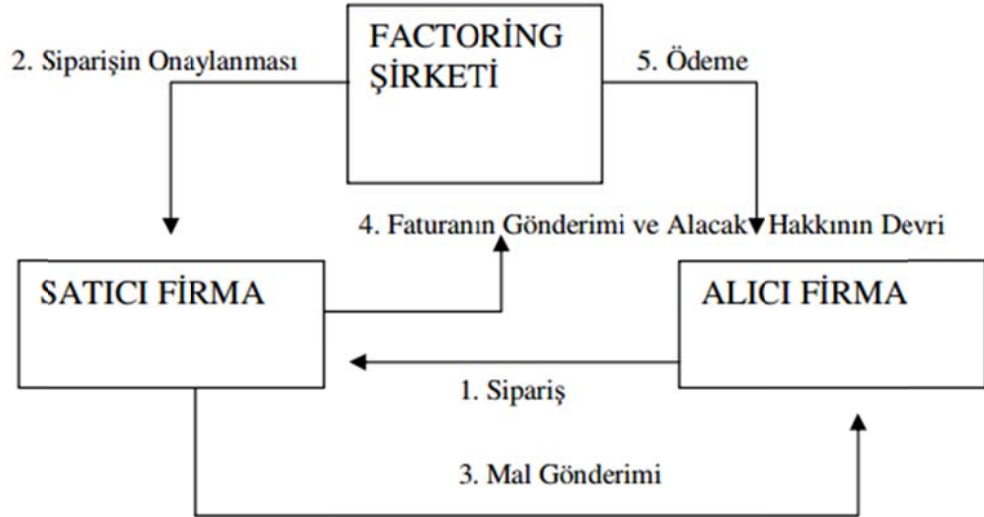 FACTORİNG
ŞİRKETİ
2. Siparişin Onaylanması
5. Ödeme
4. Faturanın Gönderimi ve Alacak Hakkının Devri
SATICI FİRMA
ALICI FİRMA
1. Sipariş
3. Mal Gönderimi